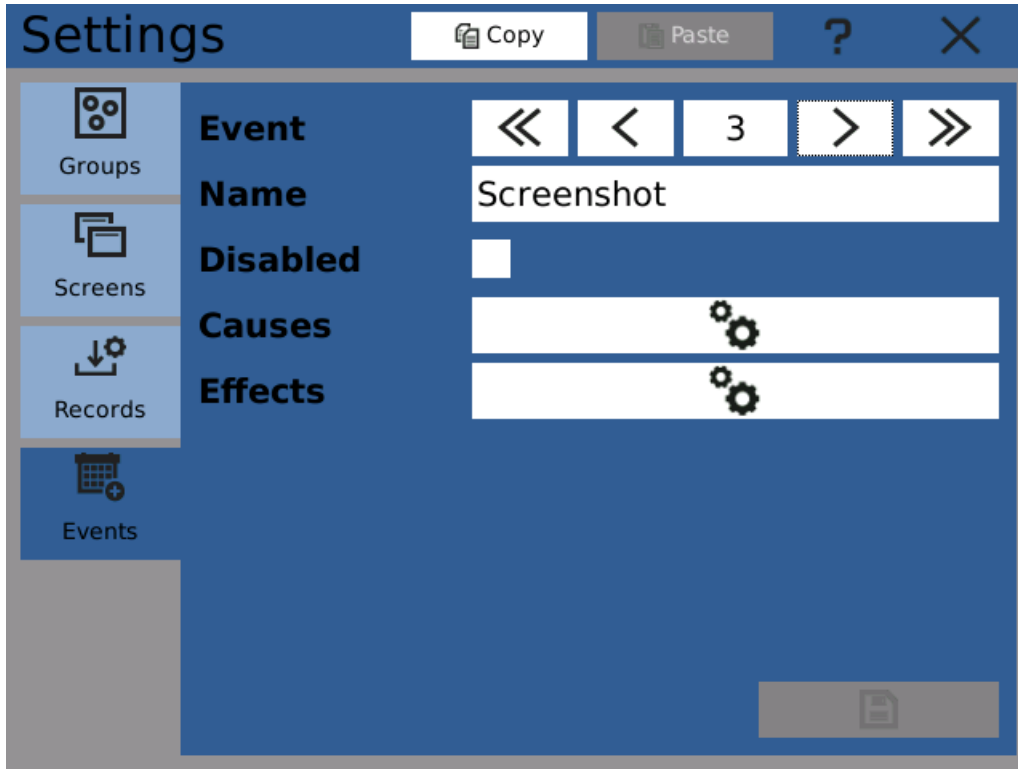 Settings
Copy
Paste
?
Groups
Screens
Records
Events
Event
3
Name
Screenshot
Disabled
Causes
Effects